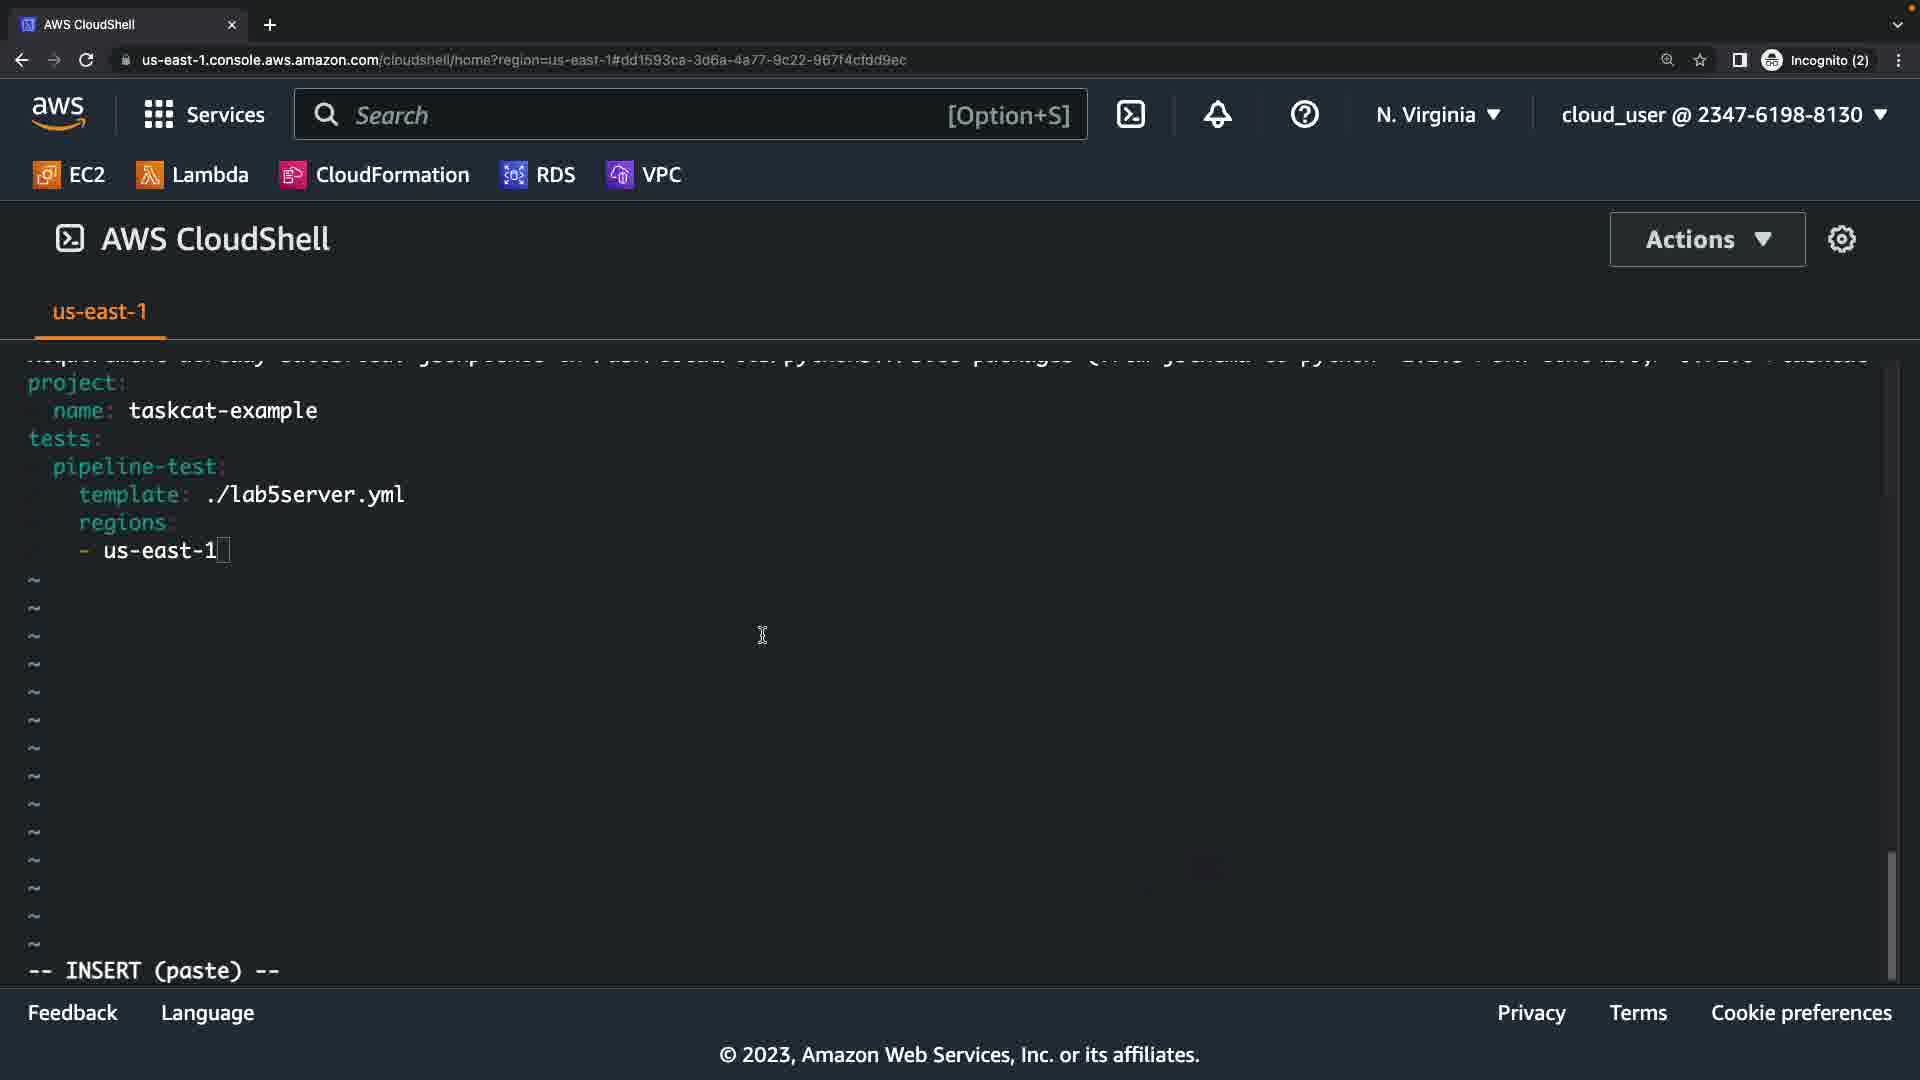 AWS CloudShell
us-east-1.console.aws.amazon.com/cloudshell/home?region=us-east-1#dd1593ca-3d6a-4a77-9c22-967f4cfdd9ec
Incognito (2)
aws
Services
Search
[Option+S]
N. Virginia
cloud_user @ 2347-6198-8130
EC2
Lambda
CloudFormation
RDS
VPC
AWS CloudShell
Actions
us-east-1
project:
name: taskcat-example
tests:
pipeline-test:
template: ./lab5server.yml
regions:
- us-east-1
~
~
~
~
~
~
~
~
~
~
~
~
~
~
-- INSERT (paste) --
Feedback
Language
Privacy
Terms
Cookie preferences
© 2023, Amazon Web Services, Inc. or its affiliates.